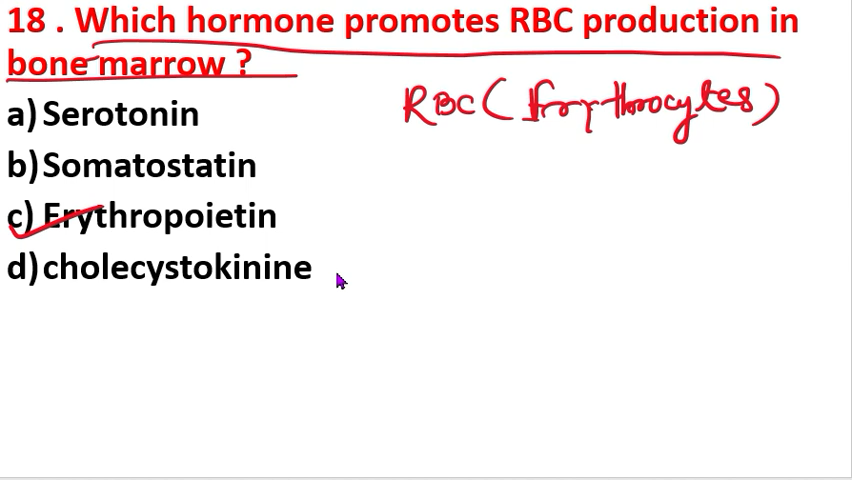 18 . Which hormone promotes RBC production in
bone marrow ?
RBC ( Erythrocytes )
a) Serotonin
b) Somatostatin
c) Erythropoietin
d) cholecystokinine